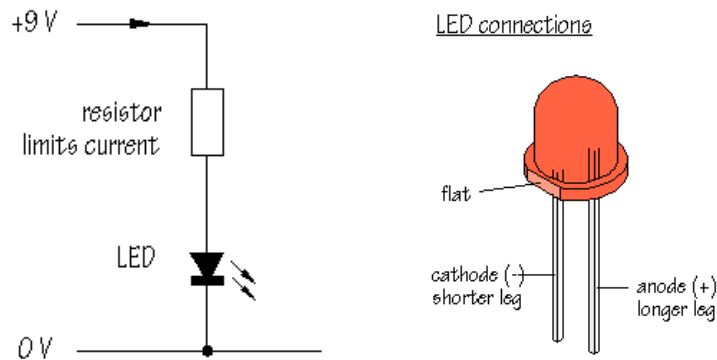 +9 V
resistor
limits current
LED
0 V
LED connections
flat
cathode (-)
shorter leg
anode (+)
longer leg